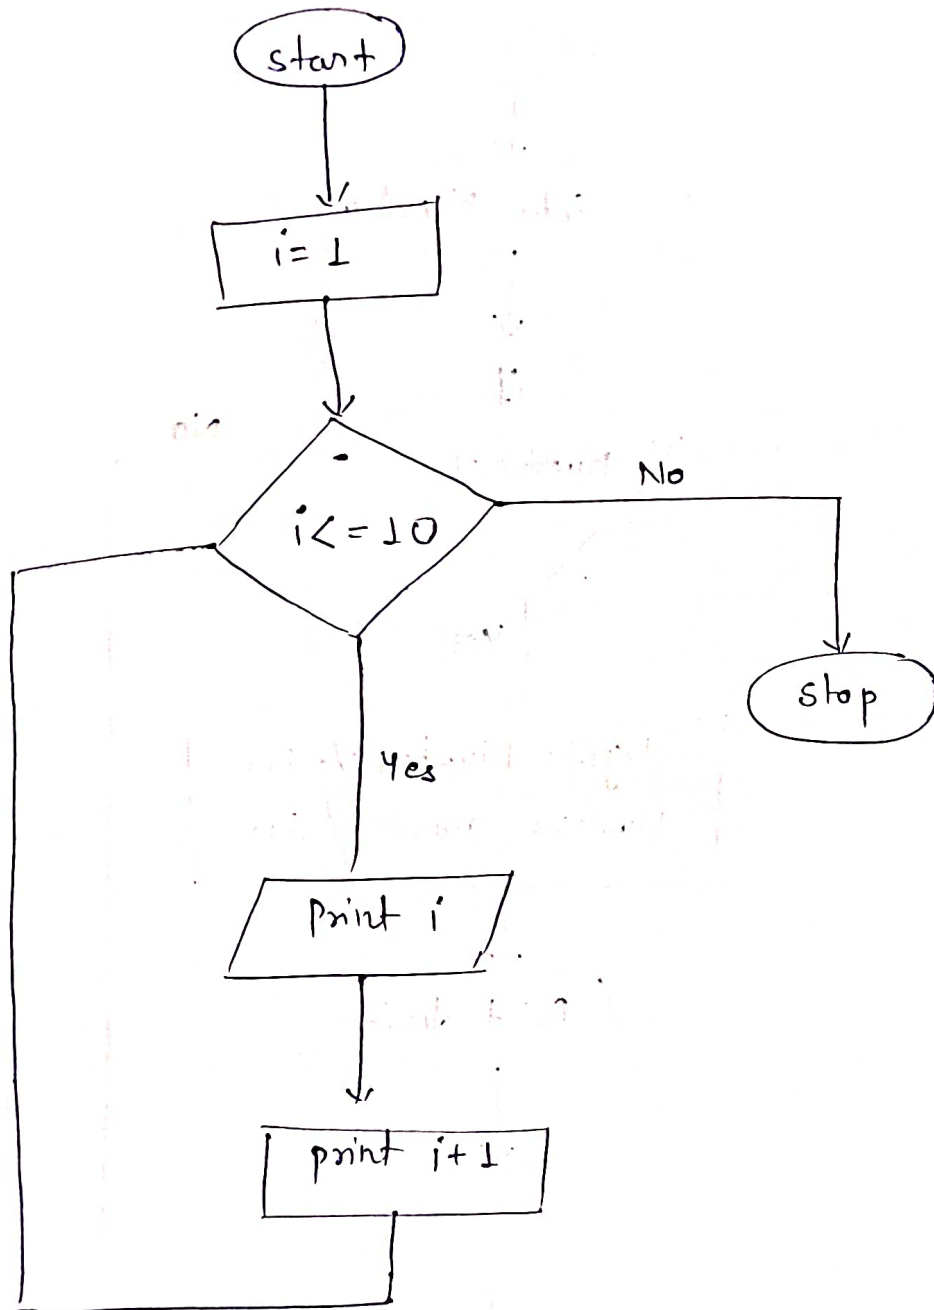 start
i = 1
i <= 10
No
stop
Yes
Print i
print i + 1